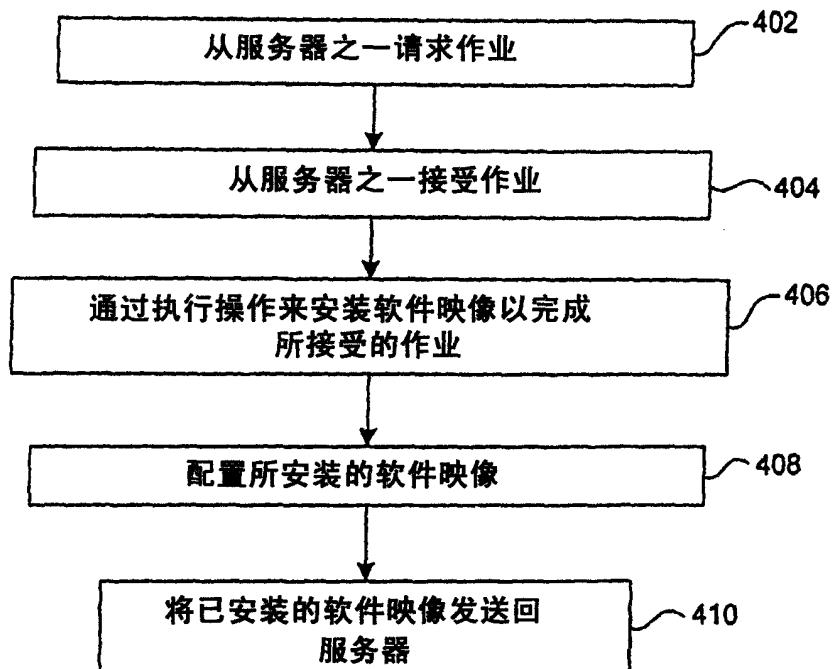 从服务器之一请求作业
402
从服务器之一接受作业
404
通过执行操作来安装软件映像以完成
所接受的作业
406
配置所安装的软件映像
408
将已安装的软件映像发送回
服务器
410